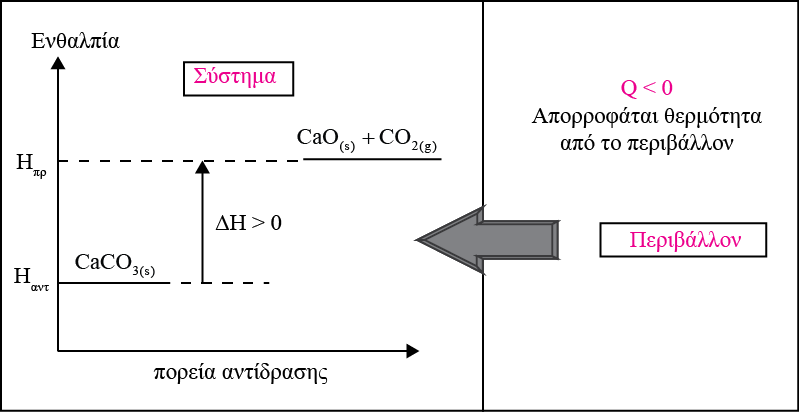 Ενθαλπία
Σύστημα
CaO(s) + CO2(g)
Hπρ
ΔH > 0
CaCO3(s)
Hαντ
πορεία αντίδρασης
Q < 0
Απορροφάται θερμότητα
από το περιβάλλον
Περιβάλλον